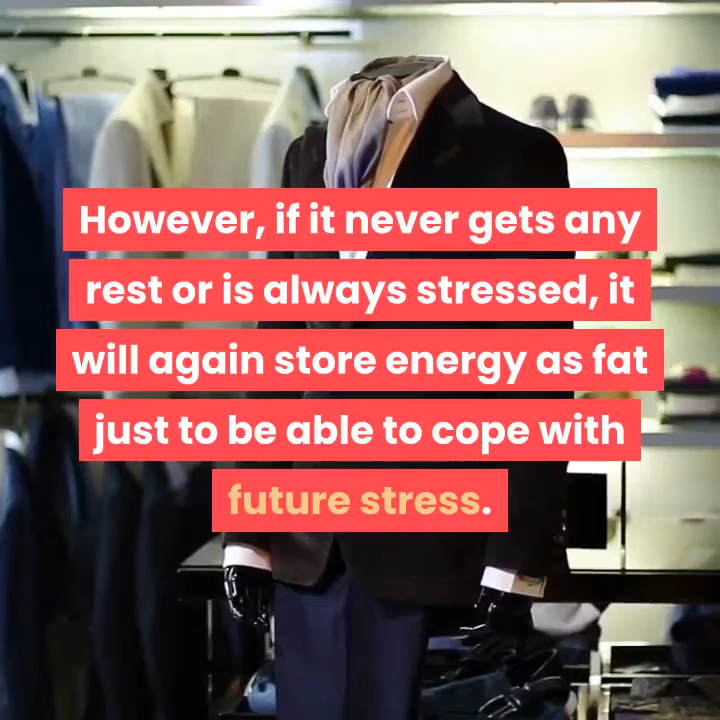 However, if it never gets any
rest or is always stressed, it
will again store energy as fat
just to be able to cope with
future stress.